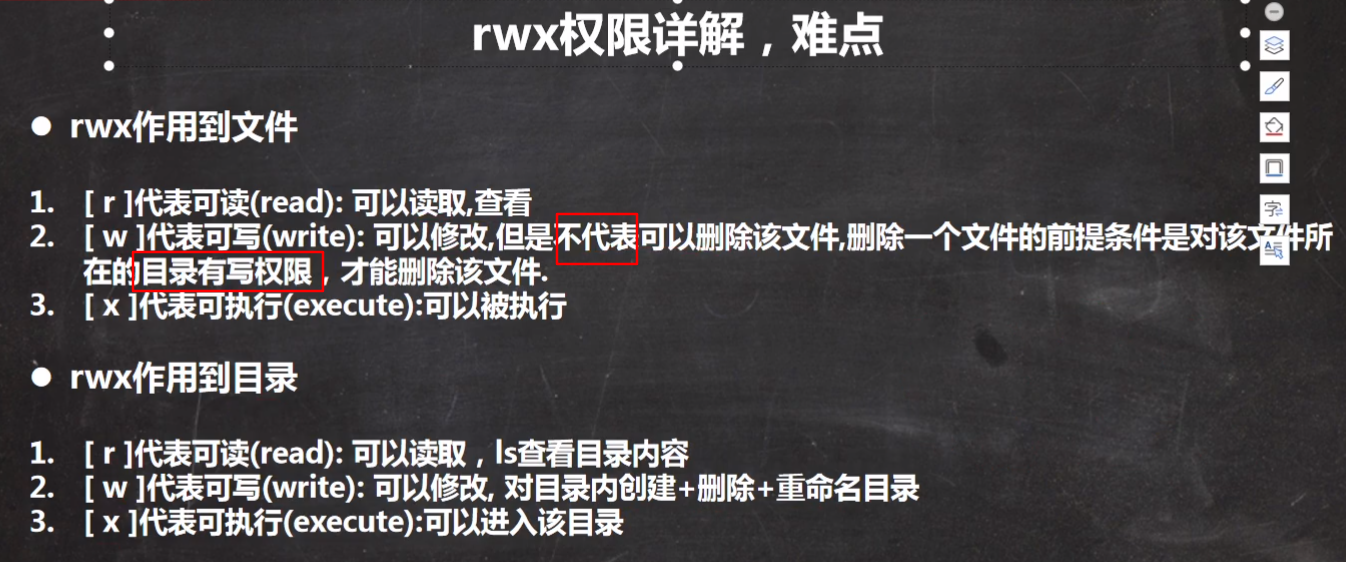 rwx权限详解，难点
● rwx作用到文件
1. [ r ]代表可读(read): 可以读取,查看
2. [ w ]代表可写(write): 可以修改,但是不代表可以删除该文件,删除一个文件的前提条件是对该文件所
在的目录有写权限，才能删除该文件.
3. [ x ]代表可执行(execute):可以被执行
● rwx作用到目录
1. [ r ]代表可读(read): 可以读取，ls查看目录内容
2. [ w ]代表可写(write): 可以修改, 对目录内创建+删除+重命名目录
3. [ x ]代表可执行(execute):可以进入该目录
字